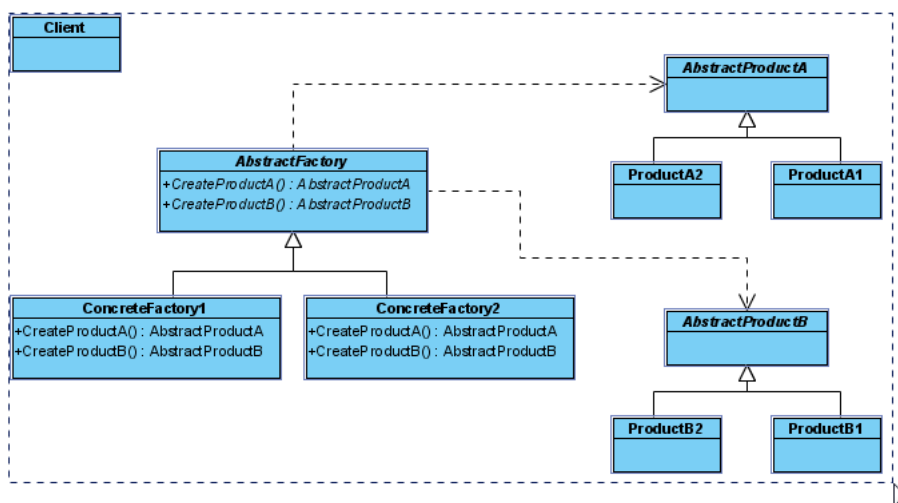 Client
AbstractProductA
AbstractFactory
+CreateProductA() : AbstractProductA
+CreateProductB() : AbstractProductB
ProductA2
ProductA1
ConcreteFactory1
+CreateProductA() : AbstractProductA
+CreateProductB() : AbstractProductB
ConcreteFactory2
+CreateProductA() : AbstractProductA
+CreateProductB() : AbstractProductB
AbstractProductB
ProductB2
ProductB1